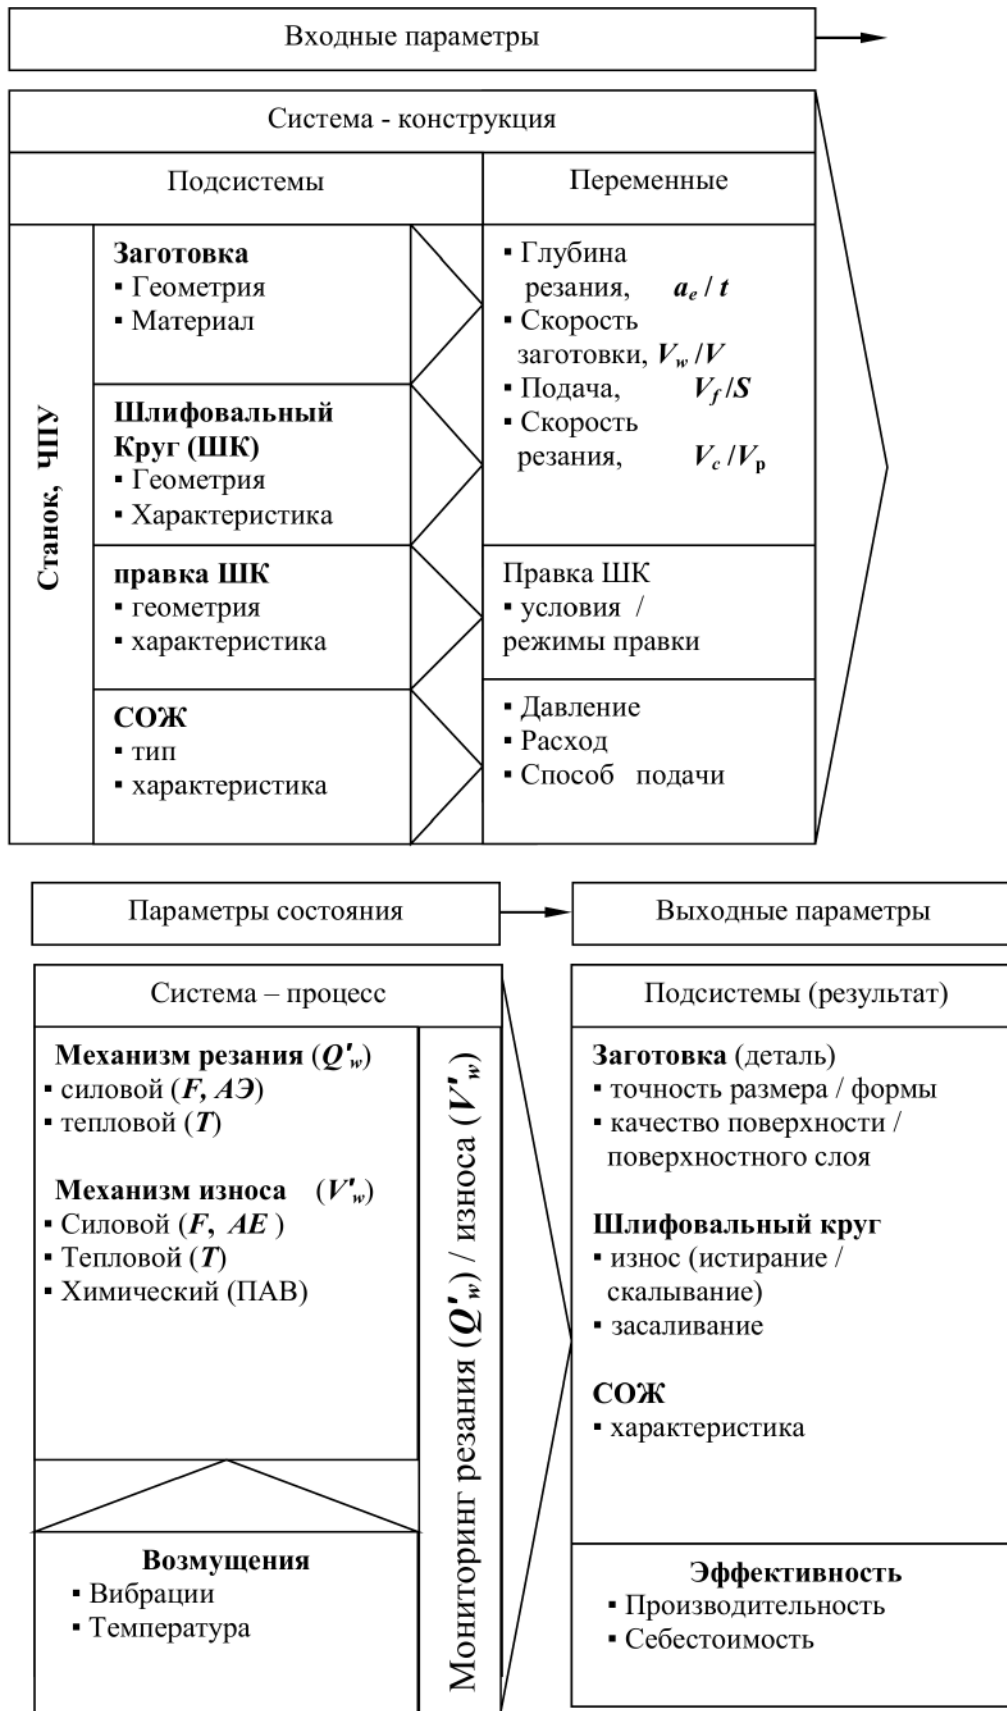 Входные параметры
Система - конструкция
Подсистемы
Переменные
Станок, ЧПУ
Заготовка
▪ Геометрия
▪ Материал
Шлифовальный
Круг (ШК)
▪ Геометрия
▪ Характеристика
правка ШК
▪ геометрия
▪ характеристика
СОЖ
▪ тип
▪ характеристика
▪ Глубина
резания, a_e / t
▪ Скорость
заготовки, V_w /V
▪ Подача, V_f /S
▪ Скорость
резания, V_c /V_p
Правка ШК
▪ условия /
режимы правки
▪ Давление
▪ Расход
▪ Способ подачи
Параметры состояния
Выходные параметры
Система – процесс
Механизм резания (Q'_w)
▪ силовой (F, АЭ)
▪ тепловой (T)
Механизм износа (V'_w)
▪ Силовой (F, AE )
▪ Тепловой (T)
▪ Химический (ПАВ)
Возмущения
▪ Вибрации
▪ Температура
Мониторинг резания (Q'_w) / износа (V'_w)
Подсистемы (результат)
Заготовка (деталь)
▪ точность размера / формы
▪ качество поверхности /
поверхностного слоя
Шлифовальный круг
▪ износ (истирание /
скалывание)
▪ засаливание
СОЖ
▪ характеристика
Эффективность
▪ Производительность
▪ Себестоимость